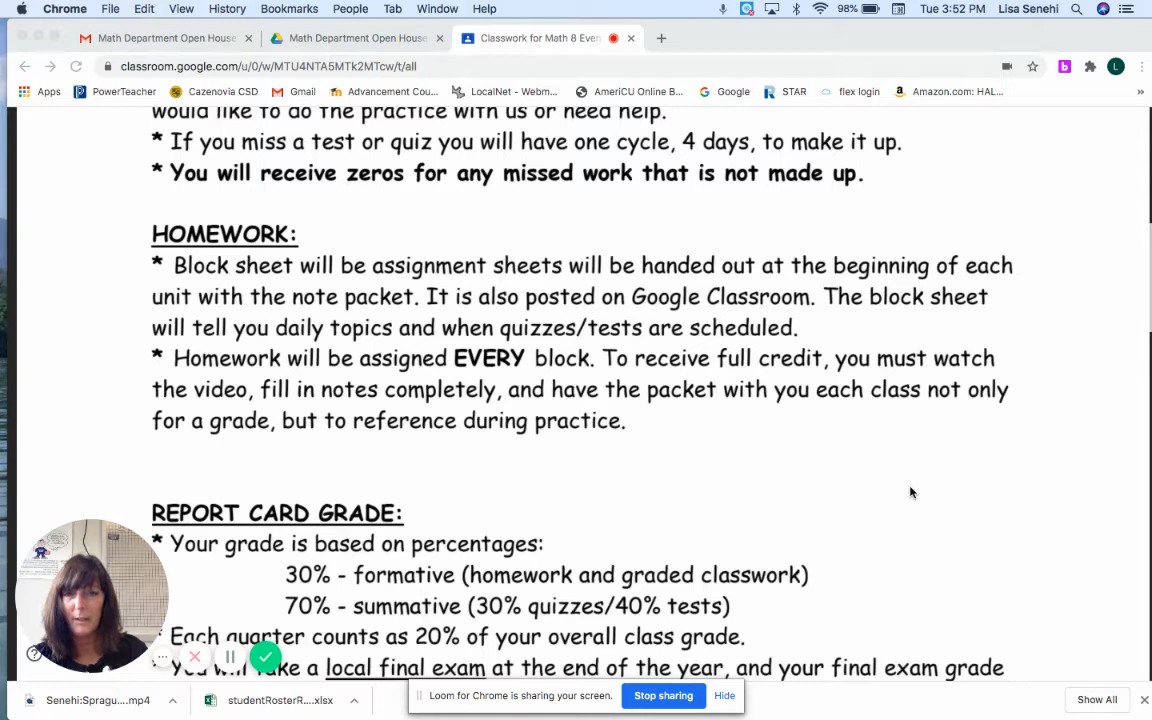 Chrome File Edit View History Bookmarks People Tab Window Help 98% Tue 3:52 PM Lisa Senehi
Math Department Open House Math Department Open House Classwork for Math 8 Even
classroom.google.com/u/0/w/MTU4NTA5MTk2MTcw/t/all
Apps PowerTeacher Cazenovia CSD Gmail Advancement Cou... LocalNet - Webm... AmeriCU Online B... Google STAR flex login Amazon.com: HAL... »
would like to do the practice with us or need help.
* If you miss a test or quiz you will have one cycle, 4 days, to make it up.
* You will receive zeros for any missed work that is not made up.
HOMEWORK:
* Block sheet will be assignment sheets will be handed out at the beginning of each
unit with the note packet. It is also posted on Google Classroom. The block sheet
will tell you daily topics and when quizzes/tests are scheduled.
* Homework will be assigned EVERY block. To receive full credit, you must watch
the video, fill in notes completely, and have the packet with you each class not only
for a grade, but to reference during practice.
REPORT CARD GRADE:
* Your grade is based on percentages:
30% - formative (homework and graded classwork)
70% - summative (30% quizzes/40% tests)
* Each quarter counts as 20% of your overall class grade.
* You will take a local final exam at the end of the year, and your final exam grade
Senehi:Spragu....mp4 studentRosterR....xlsx Loom for Chrome is sharing your screen. Stop sharing Hide Show All